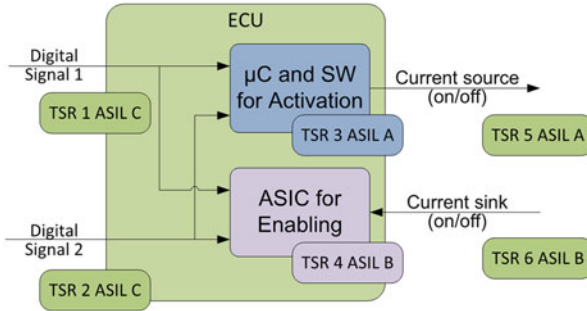 ECU
Digital
Signal 1
TSR 1 ASIL C
µC and SW
for Activation
TSR 3 ASIL A
Current source
(on/off)
TSR 5 ASIL A
ASIC for
Enabling
TSR 4 ASIL B
Current sink
(on/off)
TSR 6 ASIL B
Digital
Signal 2
TSR 2 ASIL C